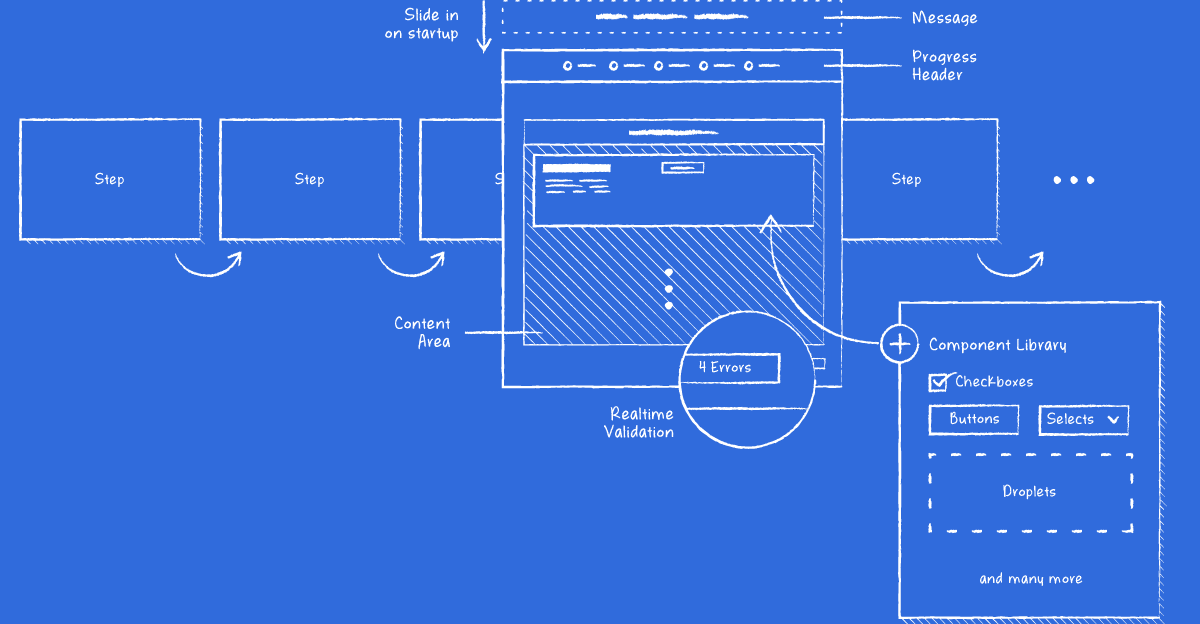 Slide in
on startup
Message
Progress
Header
Step
Step
S
Step
Content
Area
4 Errors
Realtime
Validation
Component Library
Checkboxes
Buttons
Selects
Droplets
and many more